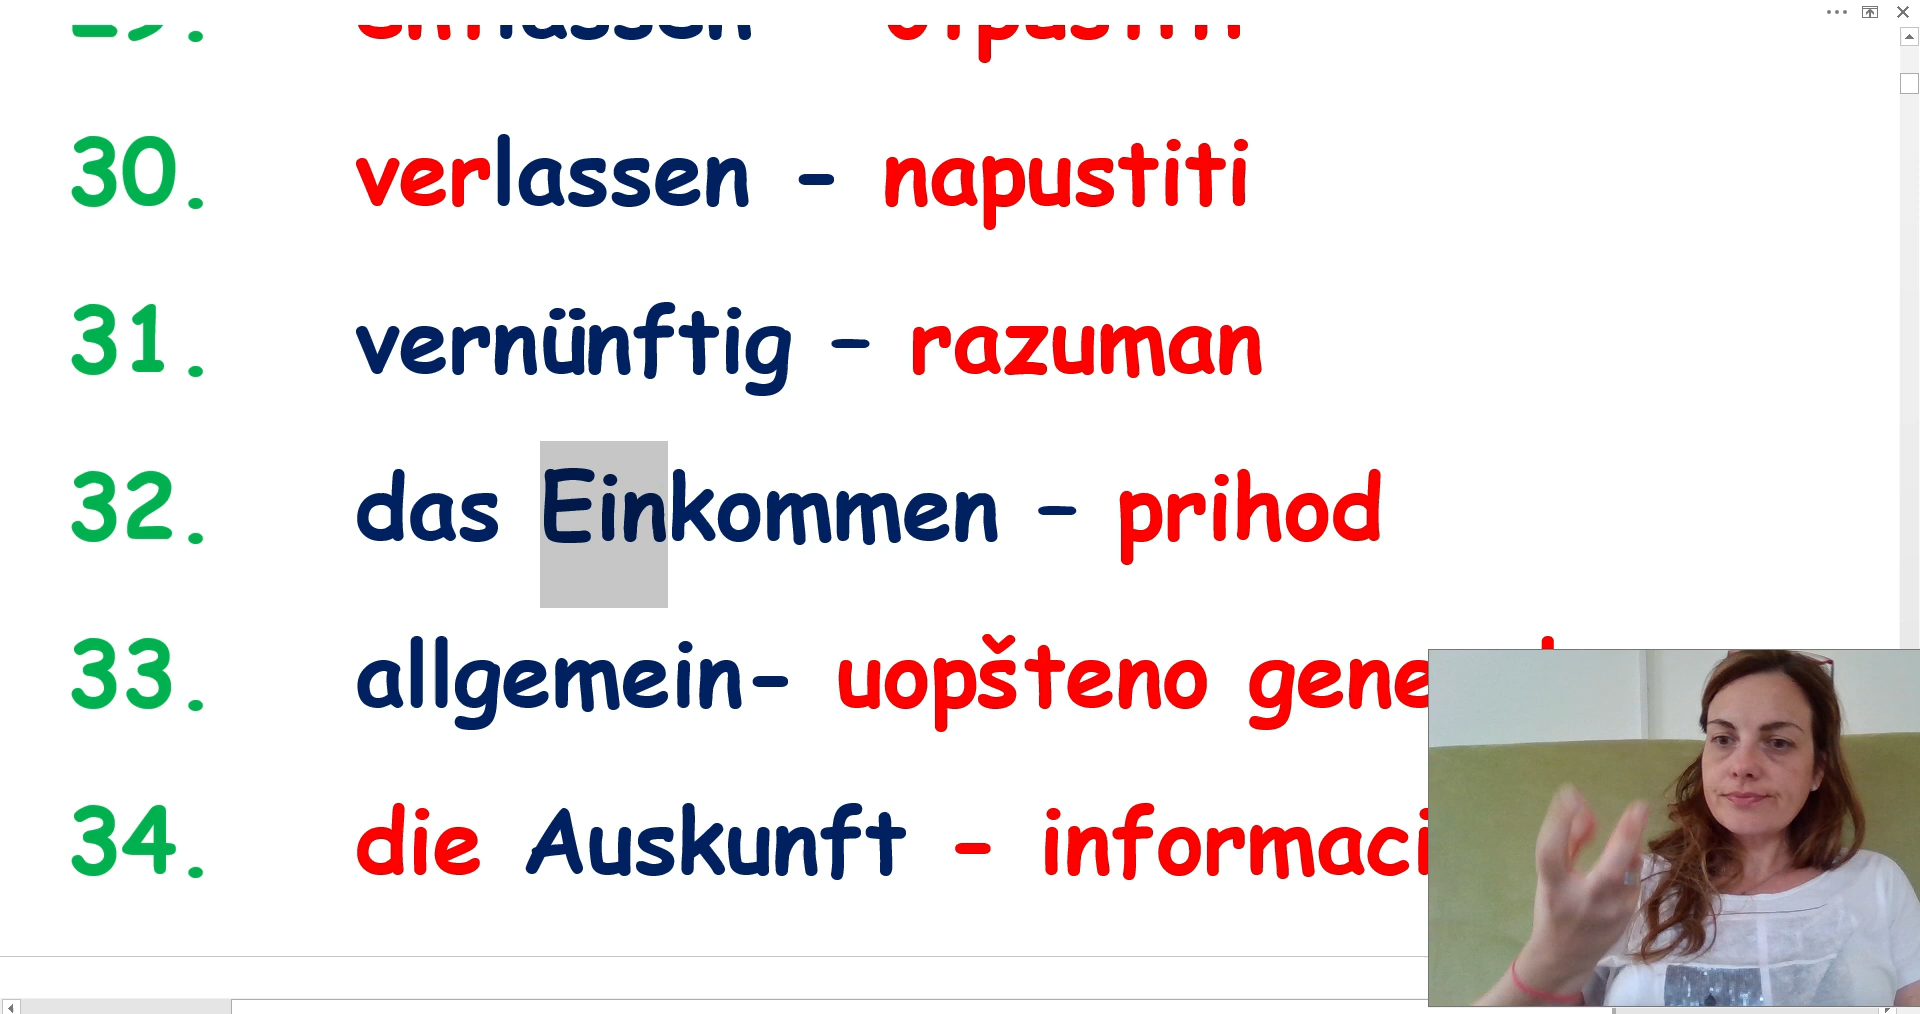 30. verlassen - napustiti
31. vernünftig – razuman
32. das Einkommen – prihod
33. allgemein- uopšteno
34. die Auskunft -